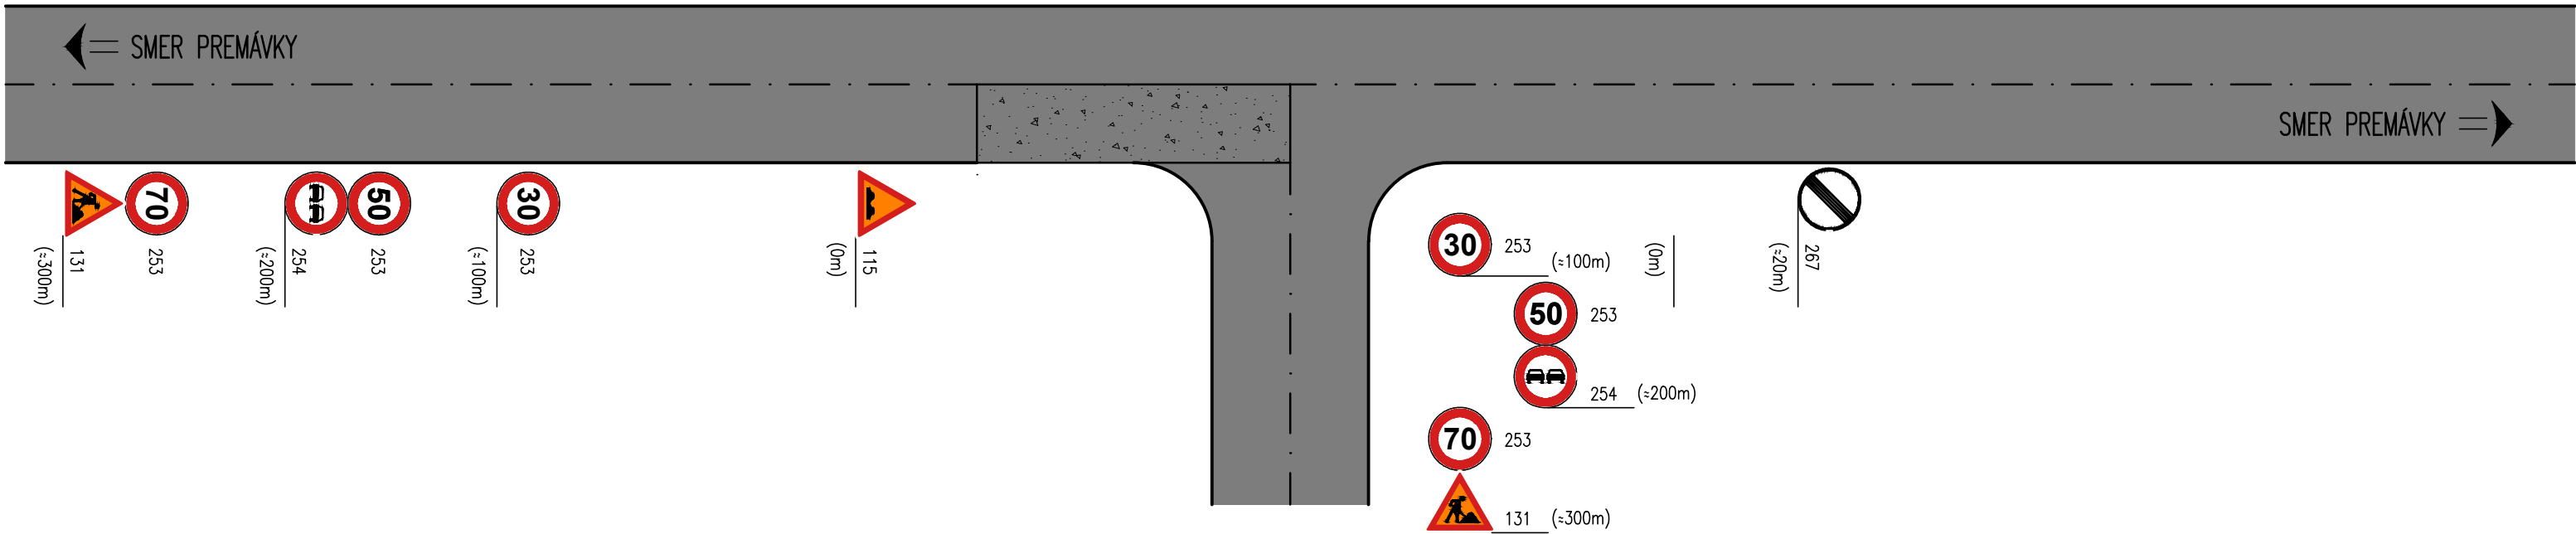 SMER PREMÁVKY
SMER PREMÁVKY
70
50
30
131
(≈300m)
253
254
(≈200m)
253
253
(≈100m)
115
(0m)
30
253
(≈100m)
(0m)
267
(≈20m)
50
253
254 (≈200m)
70
253
131 (≈300m)